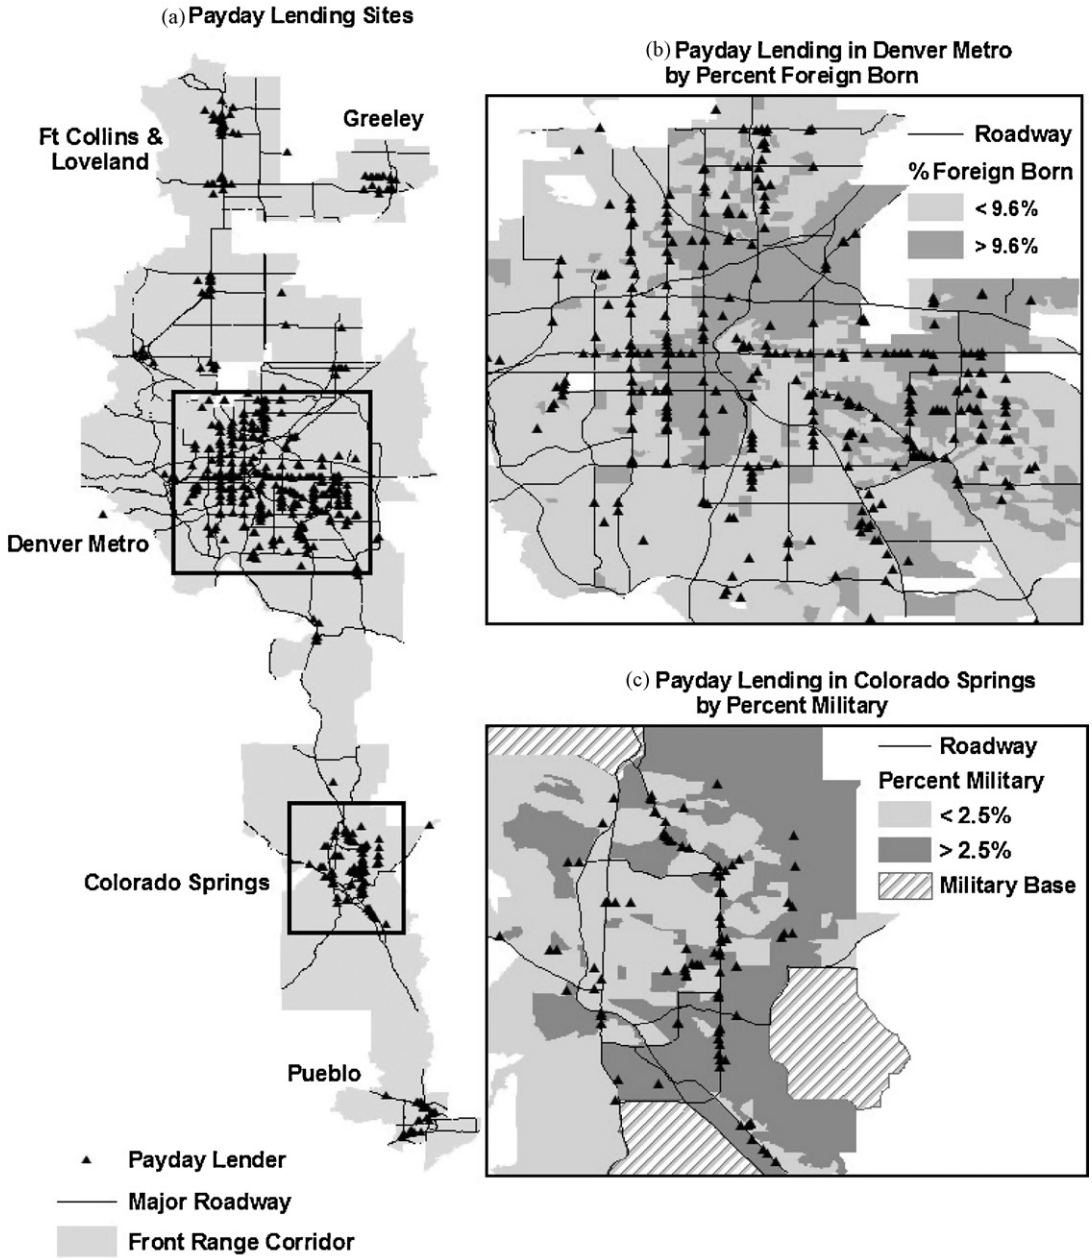 (a) Payday Lending Sites
Ft Collins &
Loveland
Greeley
Denver Metro
Colorado Springs
Pueblo
Payday Lender
Major Roadway
Front Range Corridor
(b) Payday Lending in Denver Metro
by Percent Foreign Born
Roadway
% Foreign Born
< 9.6%
> 9.6%
(c) Payday Lending in Colorado Springs
by Percent Military
Roadway
Percent Military
< 2.5%
> 2.5%
Military Base